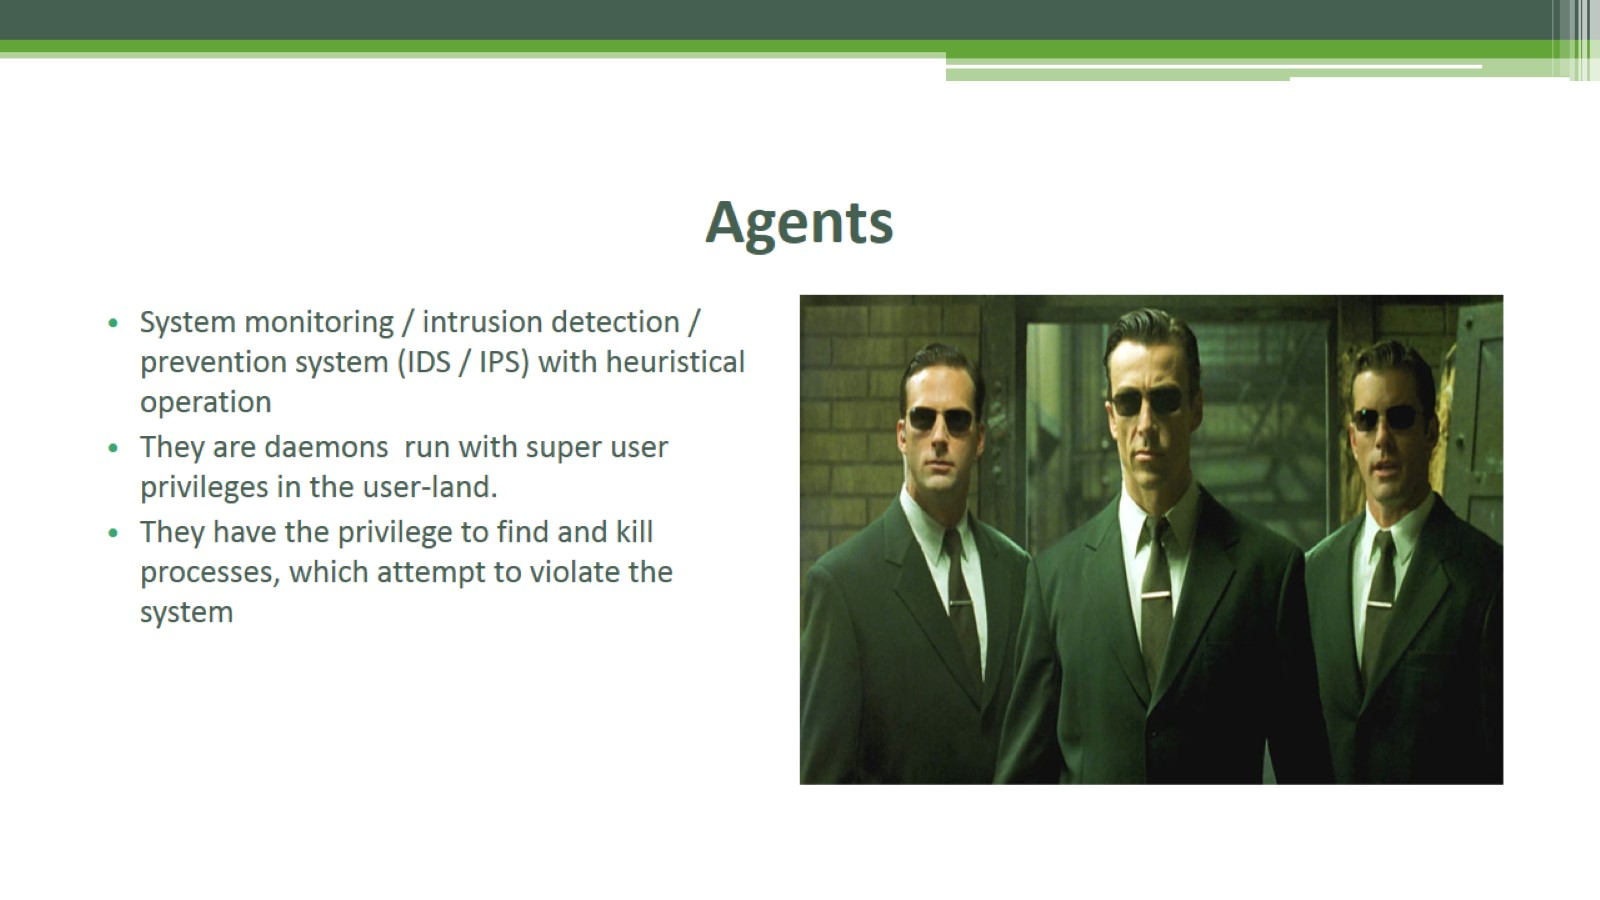 Agents
• System monitoring / intrusion detection /
prevention system (IDS / IPS) with heuristical
operation
• They are daemons  run with super user
privileges in the user-land.
• They have the privilege to find and kill
processes, which attempt to violate the
system